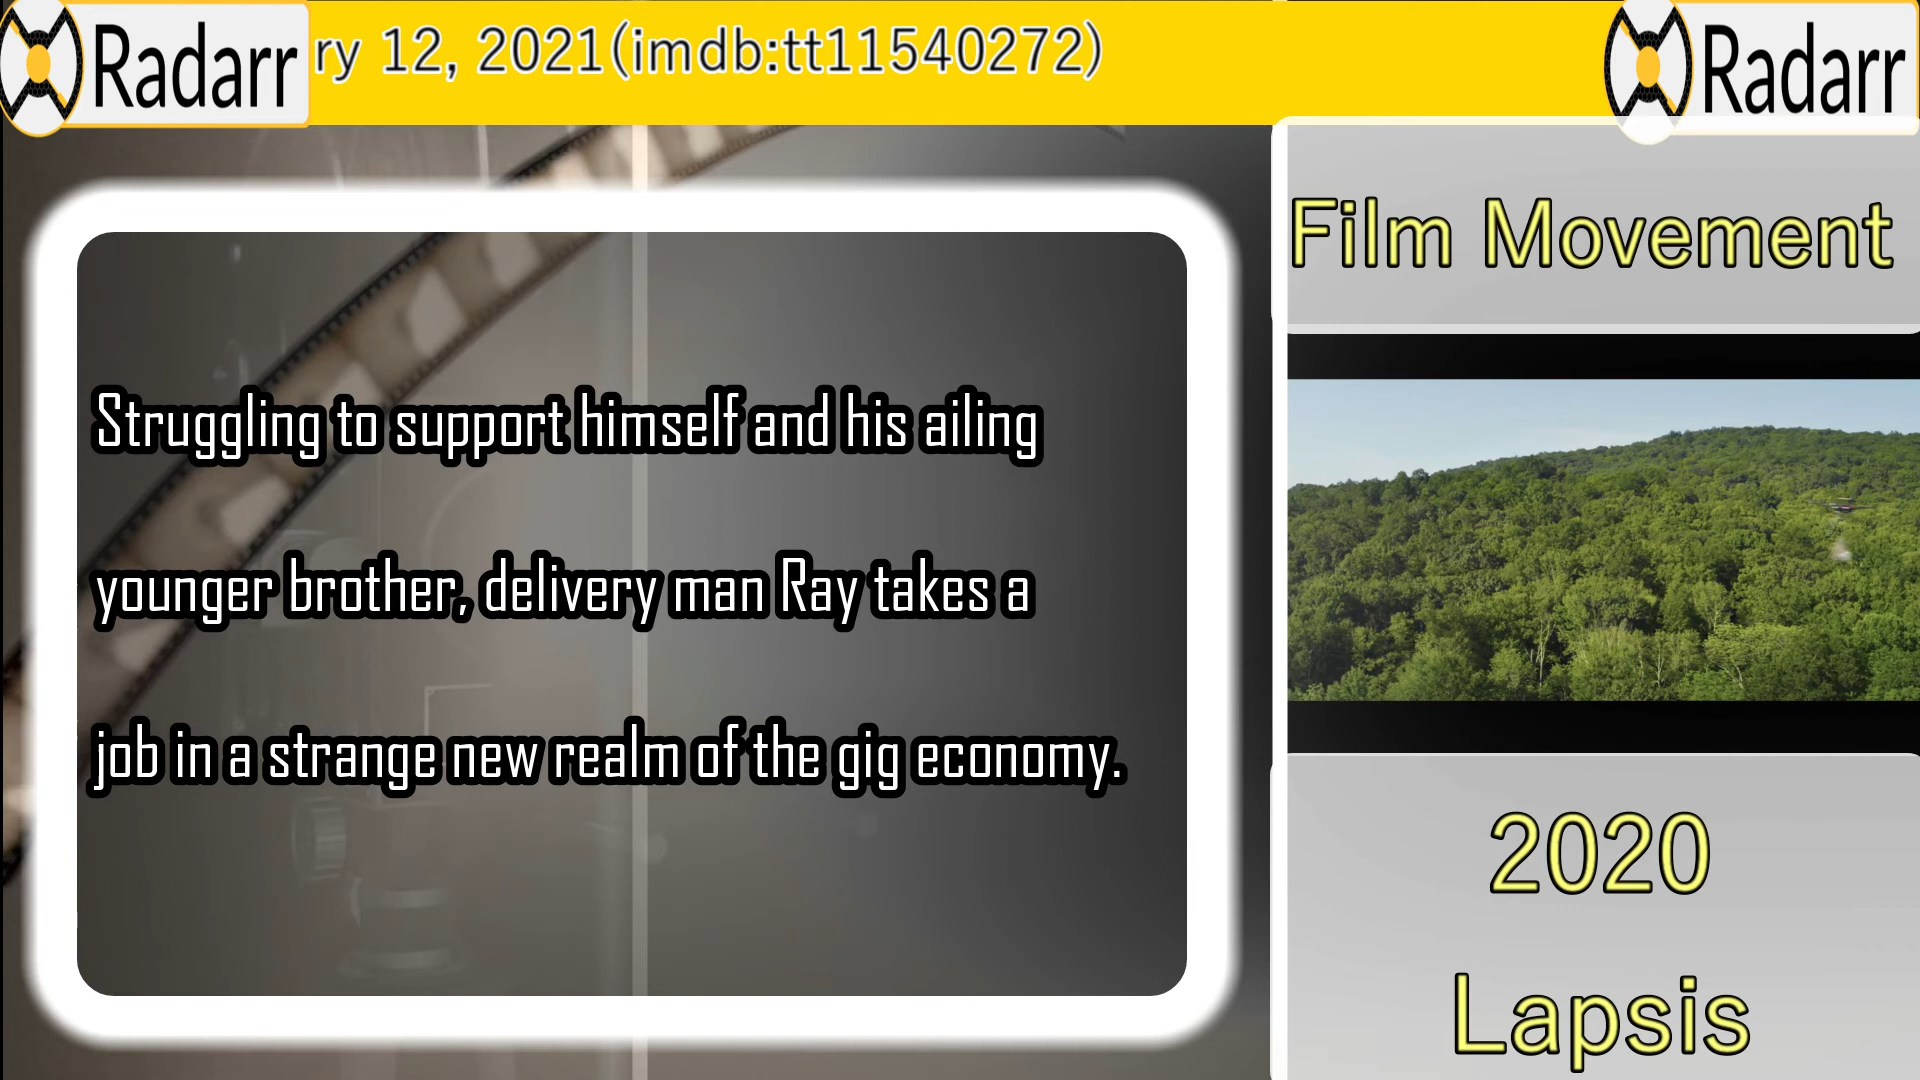 Radarr
ry 12, 2021(imdb:tt11540272)
Radarr
Film Movement
Struggling to support himself and his ailing
younger brother, delivery man Ray takes a
job in a strange new realm of the gig economy.
2020
Lapsis